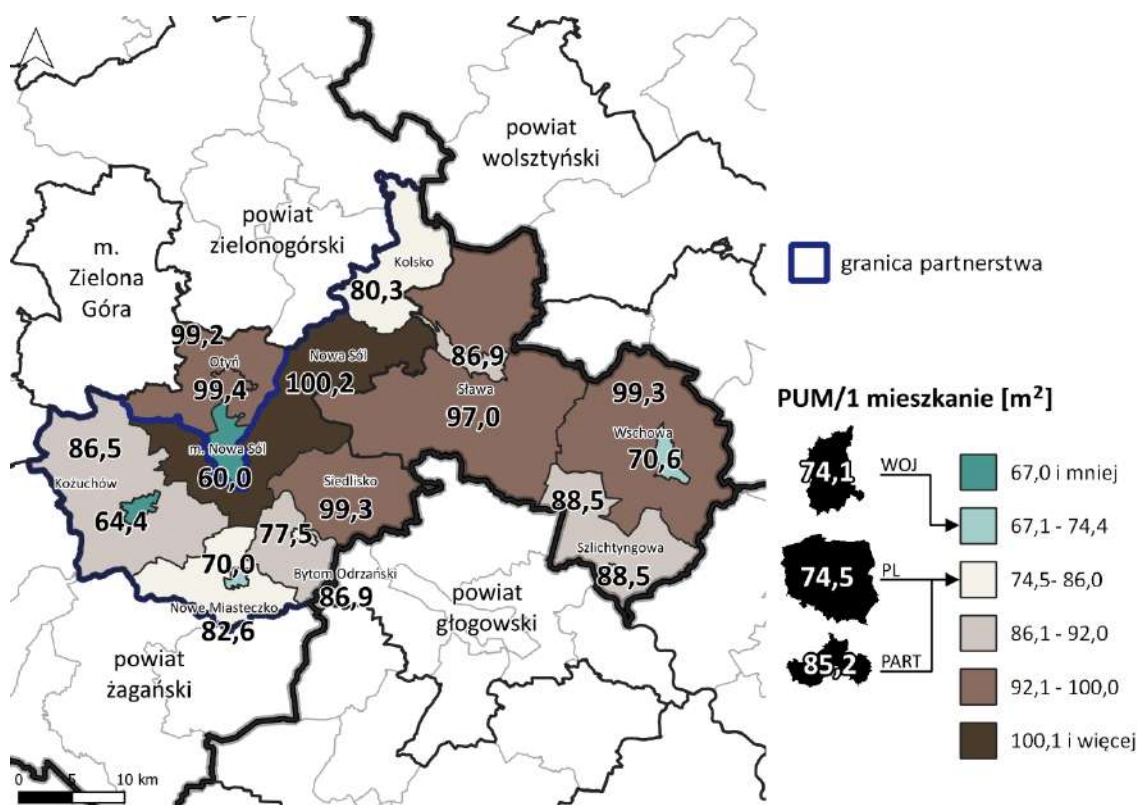 powiat
wolsztyński
powiat
zielonogórski
m.
Zielona
Góra
Kolsko
80,3
99,2
Otyń
99,4
Nowa Sól
100,2
86,9
Sława
97,0
99,3
Wschowa
70,6
86,5
Kożuchów
64,4
m. Nowa Sól
60,0
Siedlisko
99,3
88,5
Szlichtyngowa
88,5
77,5
70,0
Bytom Odrzański
86,9
Nowe Miasteczko
82,6
powiat
głogowski
powiat
żagański
0 5 10 km
granica partnerstwa
PUM/1 mieszkanie [m²]
74,1
WOJ
74,5
PL
85,2
PART
67,0 i mniej
67,1 - 74,4
74,5- 86,0
86,1 - 92,0
92,1 - 100,0
100,1 i więcej